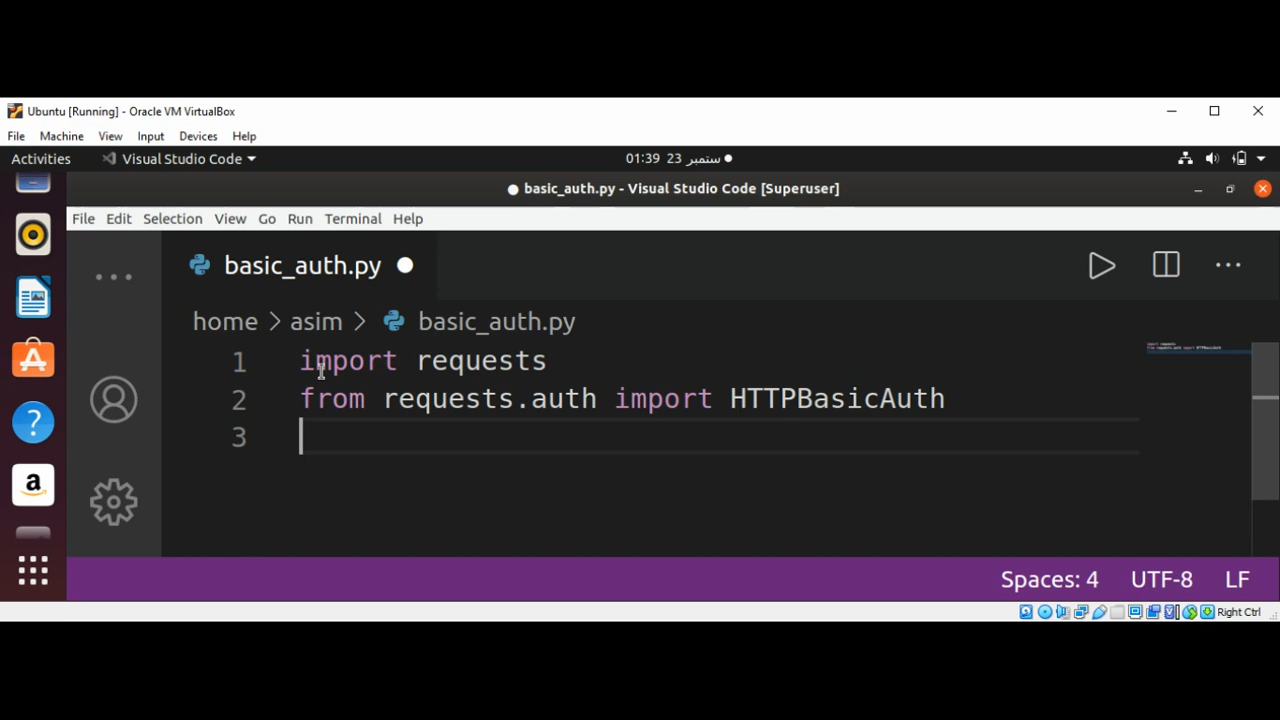 Ubuntu [Running] - Oracle VM VirtualBox
File Machine View Input Devices Help
Activities Visual Studio Code 01:39 23 ستمبر
basic_auth.py - Visual Studio Code [Superuser]
File Edit Selection View Go Run Terminal Help
basic_auth.py
home > asim > basic_auth.py
1 import requests
2 from requests.auth import HTTPBasicAuth
3
Spaces: 4 UTF-8 LF
Right Ctrl